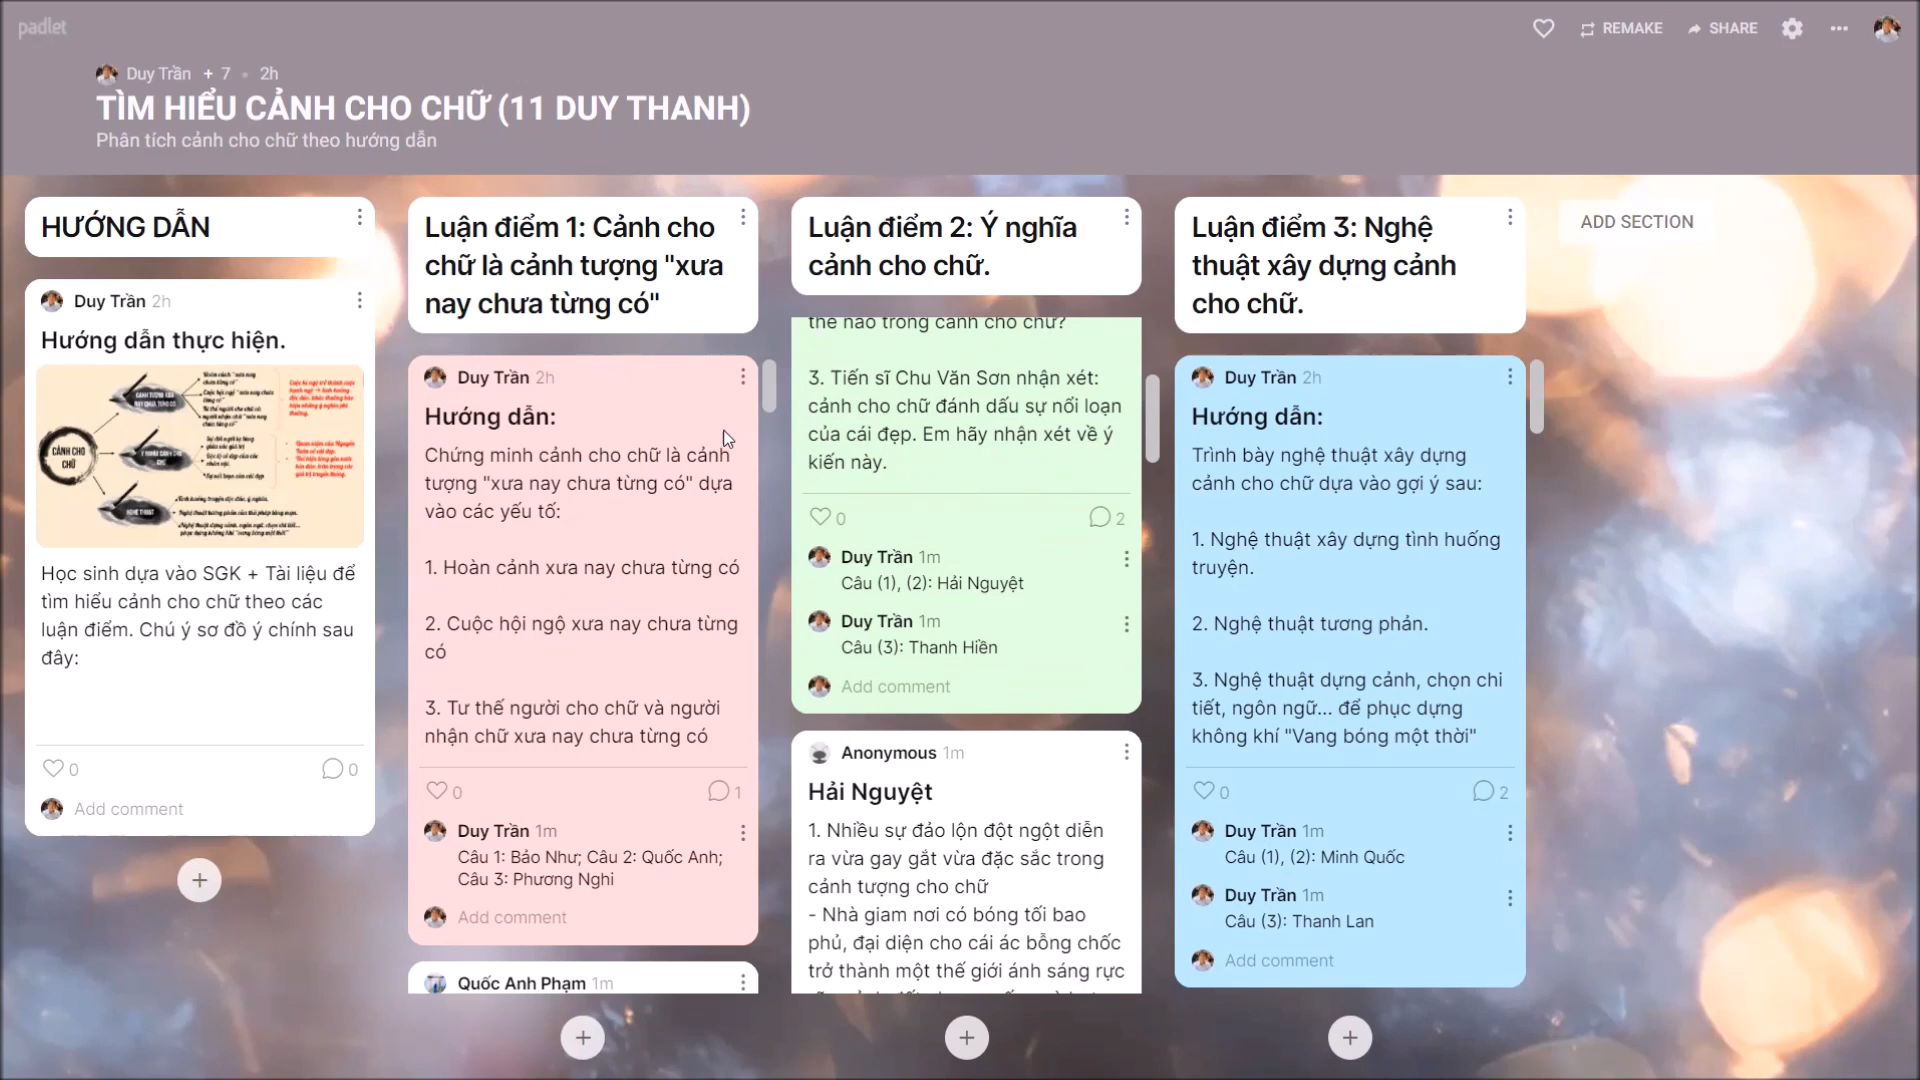 padlet
REMAKE
SHARE
Duy Trần + 7 • 2h
TÌM HIỂU CẢNH CHO CHỮ (11 DUY THANH)
Phân tích cảnh cho chữ theo hướng dẫn
HƯỚNG DẪN
Duy Trần 2h
Hướng dẫn thực hiện.
CẢNH CHO
CHỮ
Học sinh dựa vào SGK + Tài liệu để
tìm hiểu cảnh cho chữ theo các
luận điểm. Chú ý sơ đồ ý chính sau
đây:
0
0
Add comment
Luận điểm 1: Cảnh cho
chữ là cảnh tượng "xưa
nay chưa từng có"
Duy Trần 2h
Hướng dẫn:
Chứng minh cảnh cho chữ là cảnh
tượng "xưa nay chưa từng có" dựa
vào các yếu tố:
1. Hoàn cảnh xưa nay chưa từng có
2. Cuộc hội ngộ xưa nay chưa từng
có
3. Tư thế người cho chữ và người
nhận chữ xưa nay chưa từng có
0
1
Duy Trần 1m
Câu 1: Bảo Như; Câu 2: Quốc Anh;
Câu 3: Phương Nghi
Add comment
Quốc Anh Phạm 1m
Luận điểm 2: Ý nghĩa
cảnh cho chữ.
thế nào trong cảnh cho chữ?
3. Tiến sĩ Chu Văn Sơn nhận xét:
cảnh cho chữ đánh dấu sự nổi loạn
của cái đẹp. Em hãy nhận xét về ý
kiến này.
0
2
Duy Trần 1m
Câu (1), (2): Hải Nguyệt
Duy Trần 1m
Câu (3): Thanh Hiền
Add comment
Anonymous 1m
Hải Nguyệt
1. Nhiều sự đảo lộn đột ngột diễn
ra vừa gay gắt vừa đặc sắc trong
cảnh tượng cho chữ
- Nhà giam nơi có bóng tối bao
phủ, đại diện cho cái ác bỗng chốc
trở thành một thế giới ánh sáng rực
Luận điểm 3: Nghệ
thuật xây dựng cảnh
cho chữ.
Duy Trần 2h
Hướng dẫn:
Trình bày nghệ thuật xây dựng
cảnh cho chữ dựa vào gợi ý sau:
1. Nghệ thuật xây dựng tình huống
truyện.
2. Nghệ thuật tương phản.
3. Nghệ thuật dựng cảnh, chọn chi
tiết, ngôn ngữ... để phục dựng
không khí "Vang bóng một thời"
0
2
Duy Trần 1m
Câu (1), (2): Minh Quốc
Duy Trần 1m
Câu (3): Thanh Lan
Add comment
ADD SECTION